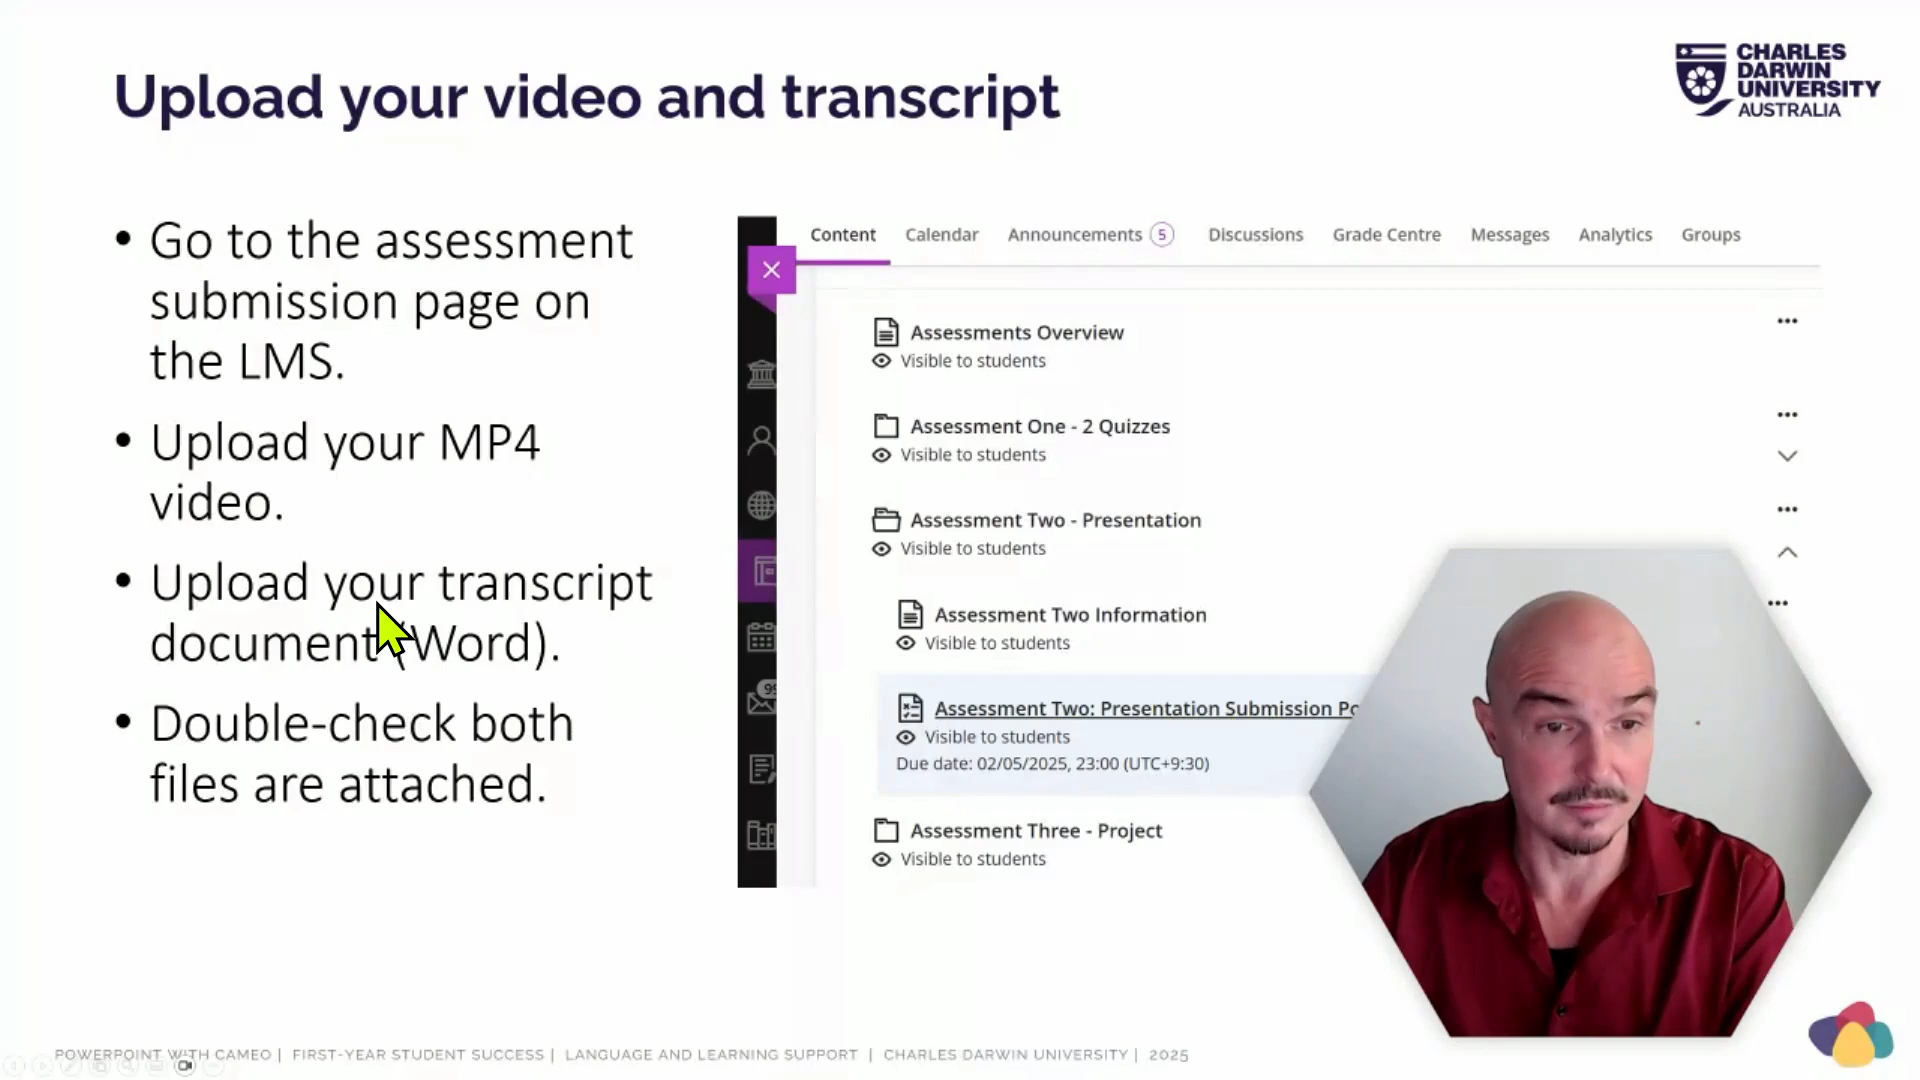 Upload your video and transcript
CHARLES
DARWIN
UNIVERSITY
AUSTRALIA
• Go to the assessment
submission page on
the LMS.
• Upload your MP4
video.
• Upload your transcript
document (Word).
• Double-check both
files are attached.
Content Calendar Announcements 5 Discussions Grade Centre Messages Analytics Groups
Assessments Overview
Visible to students
Assessment One - 2 Quizzes
Visible to students
Assessment Two - Presentation
Visible to students
Assessment Two Information
Visible to students
99
Assessment Two: Presentation Submission Po
Visible to students
Due date: 02/05/2025, 23:00 (UTC+9:30)
Assessment Three - Project
Visible to students
POWERPOINT WITH CAMEO | FIRST-YEAR STUDENT SUCCESS | LANGUAGE AND LEARNING SUPPORT | CHARLES DARWIN UNIVERSITY | 2025